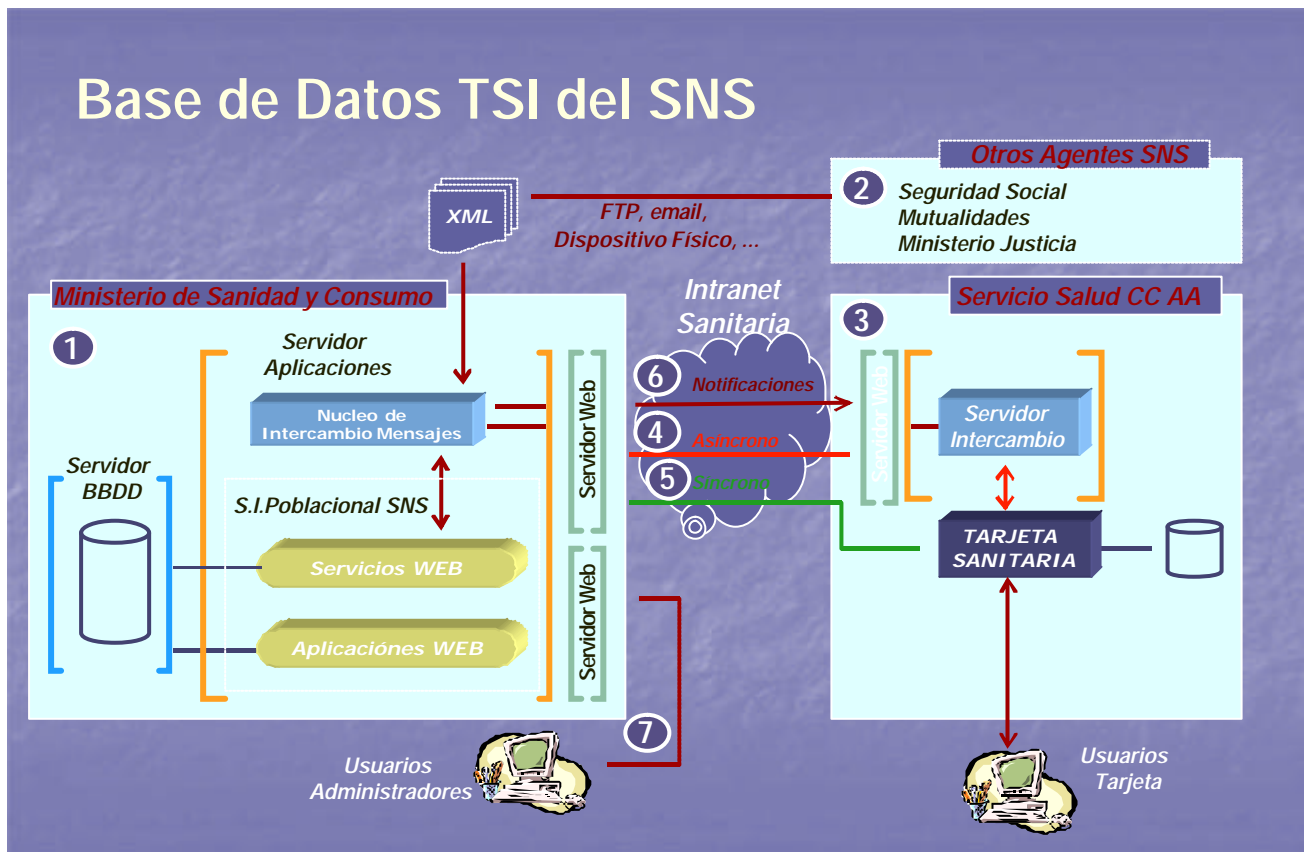 Base de Datos TSI del SNS
Otros Agentes SNS
2
Seguridad Social
Mutualidades
Ministerio Justicia
XML
FTP, email,
Dispositivo Físico, ...
Ministerio de Sanidad y Consumo
1
Servidor
Aplicaciones
Nucleo de
Intercambio Mensajes
Servidor
BBDD
S.I.Poblacional SNS
Servicios WEB
Aplicaciónes WEB
Servidor Web
Servidor Web
Intranet
Sanitaria
6
Notificaciones
4
Asíncrono
5
Síncrono
Servicio Salud CC AA
3
Servidor Web
Servidor
Intercambio
TARJETA
SANITARIA
7
Usuarios
Administradores
Usuarios
Tarjeta